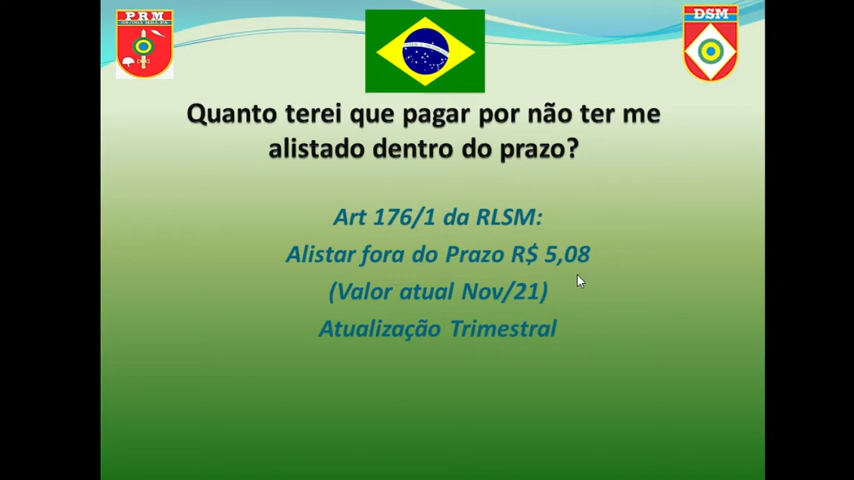 PRM
DSM
Quanto terei que pagar por não ter me
alistado dentro do prazo?
Art 176/1 da RLSM:
Alistar fora do Prazo R$ 5,08
(Valor atual Nov/21)
Atualização Trimestral